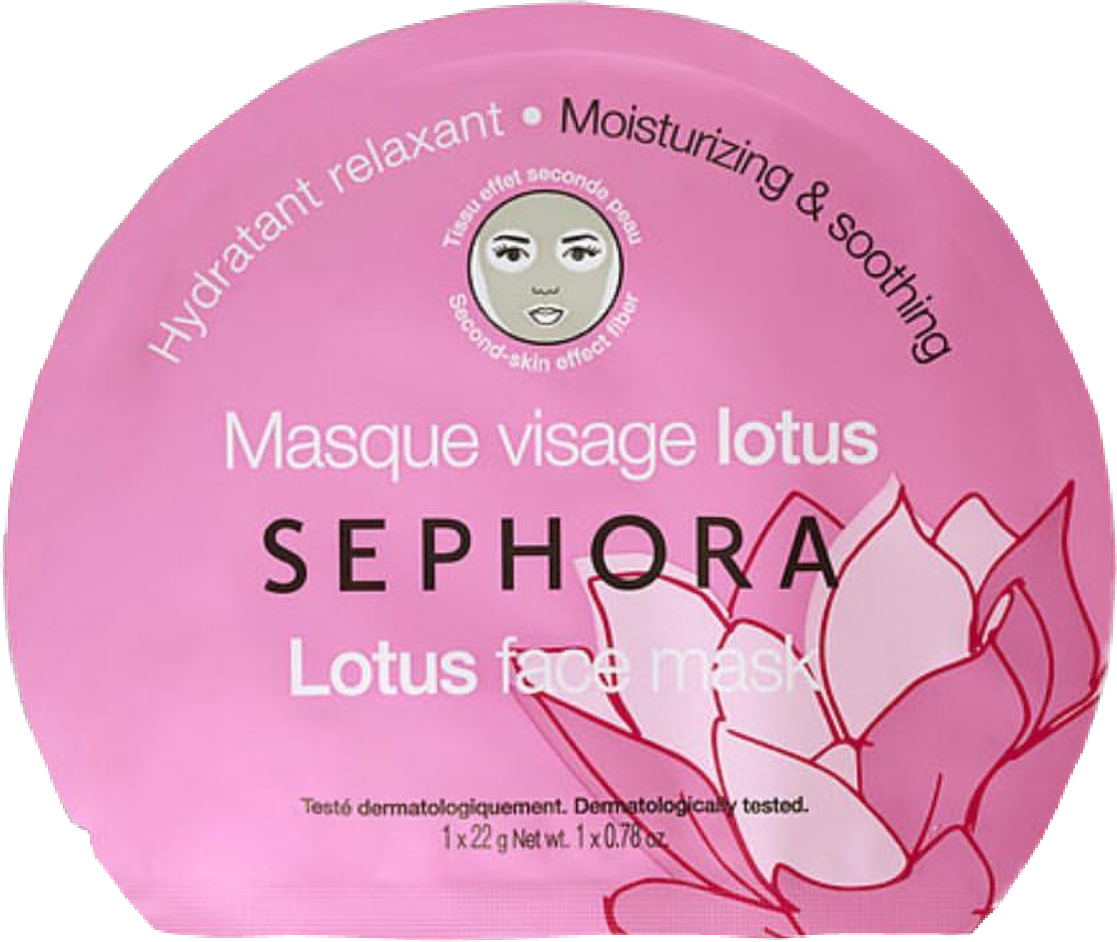 Hydratant relaxant • Moisturizing & soothing
Tissu effet seconde peau
Second-skin effect fiber
Masque visage lotus
SEPHORA
Lotus face mask
Testé dermatologiquement. Dermatologically tested.
1 x 22 g Net wt. 1 x 0.78 oz.